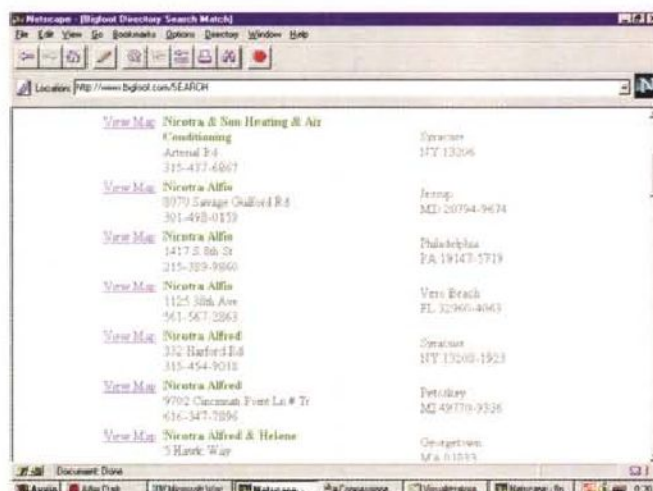 Netscape - [Bigfoot Directory Search Match]
File Edit View Go Bookmarks Options Directory Window Help
Location: http://www.bigfoot.com/SEARCH
View Map Nicotra & Son Heating & Air Conditioning
Arterial Rd Syracuse
315-437-6867 NY 13206
View Map Nicotra Alfio
8070 Savage Guilford Rd Jessup
301-498-0153 MD 20794-9674
View Map Nicotra Alfio
1417 S 8th St Philadelphia
215-389-9860 PA 19147-5719
View Map Nicotra Alfio
1125 38th Ave Vero Beach
561-567-2863 FL 32960-4063
View Map Nicotra Alfred
332 Harford Rd Syracuse
315-454-9018 NY 13208-1923
View Map Nicotra Alfred
9702 Cincinnati Point Ln # Tr Petoskey
616-347-7896 MI 49770-9336
View Map Nicotra Alfred & Helene
5 Hawk Way Georgetown
MA 01833
Document: Done
Microsoft Word Netscape - Netscape -